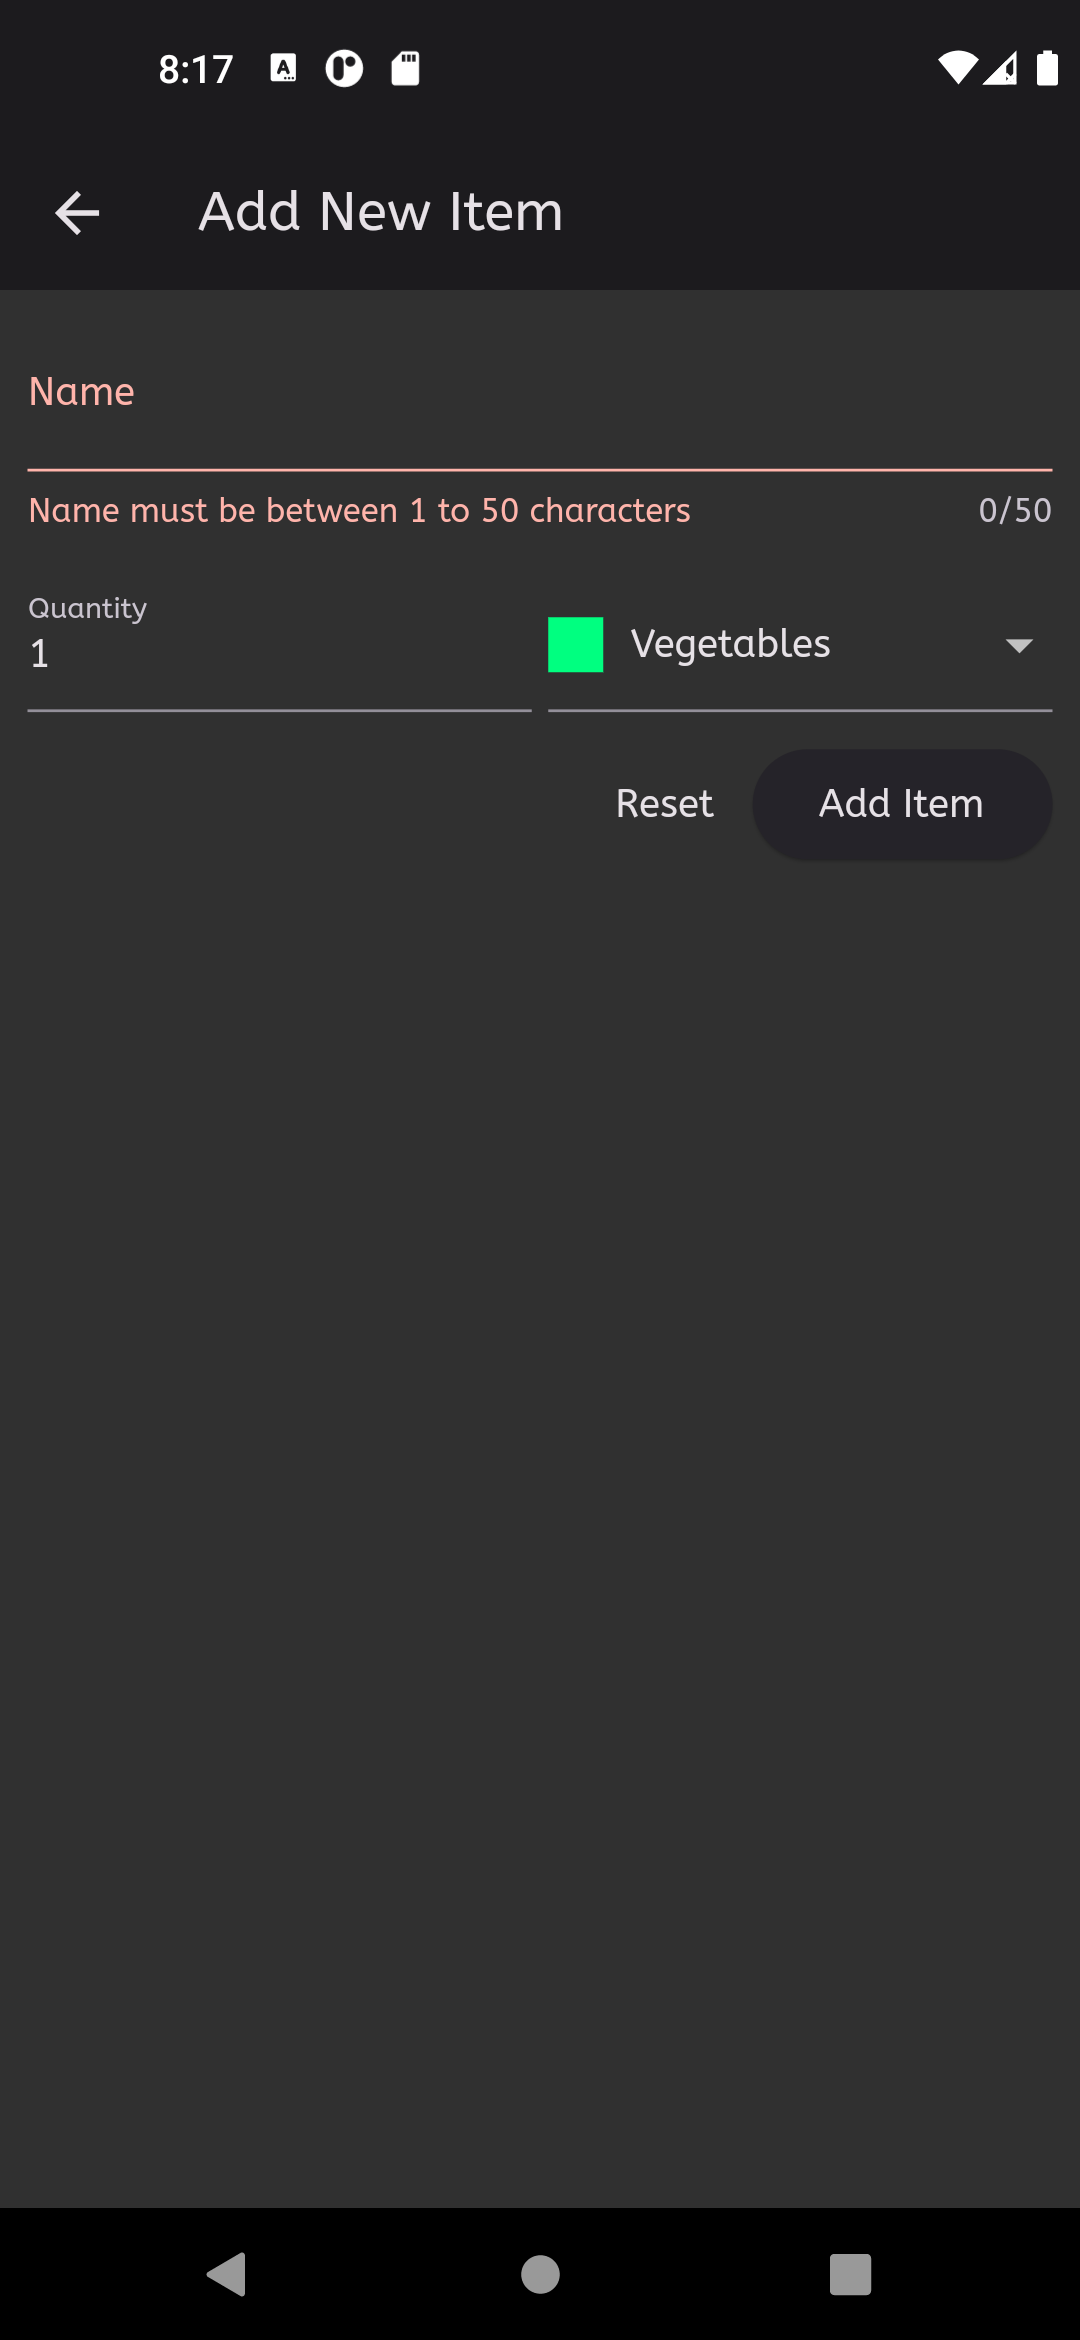 8:17
Add New Item
Name
Name must be between 1 to 50 characters 0/50
Quantity
1
Vegetables
Reset Add Item